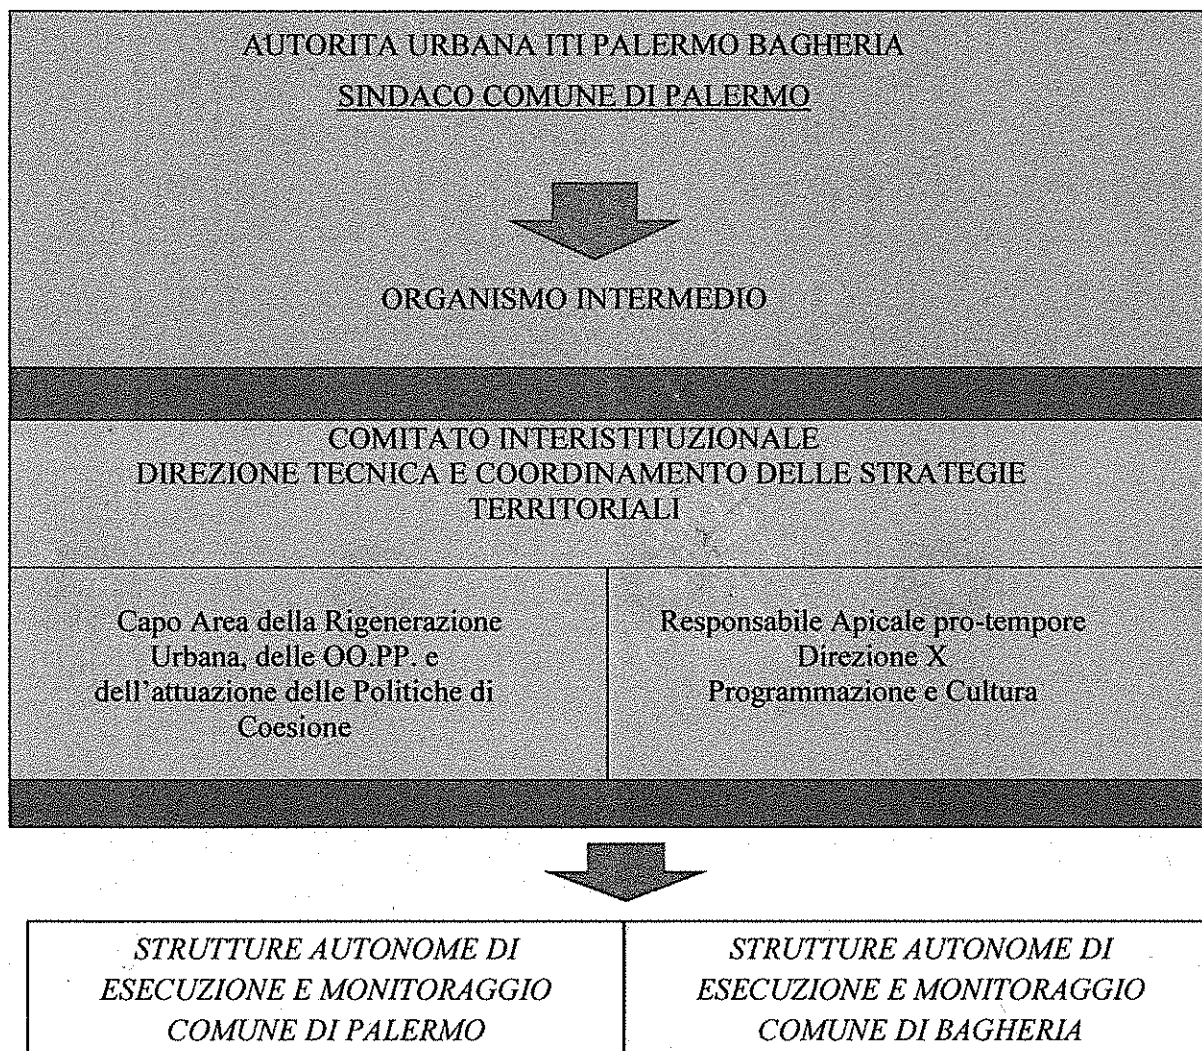 AUTORITA URBANA ITI PALERMO BAGHERIA
SINDACO COMUNE DI PALERMO
ORGANISMO INTERMEDIO
COMITATO INTERISTITUZIONALE
DIREZIONE TECNICA E COORDINAMENTO DELLE STRATEGIE
TERRITORIALI
Capo Area della Rigenerazione
Urbana, delle OO.PP. e
dell'attuazione delle Politiche di
Coesione
Responsabile Apicale pro-tempore
Direzione X
Programmazione e Cultura
STRUTTURE AUTONOME DI
ESECUZIONE E MONITORAGGIO
COMUNE DI PALERMO
STRUTTURE AUTONOME DI
ESECUZIONE E MONITORAGGIO
COMUNE DI BAGHERIA